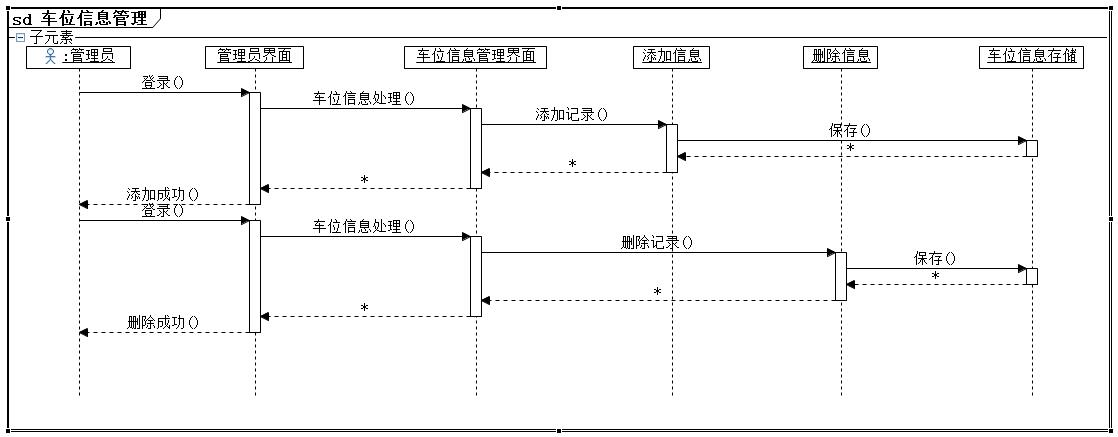 sd 车位信息管理
子元素
:管理员 管理员界面 车位信息管理界面 添加信息 删除信息 车位信息存储
登录()
车位信息处理()
添加记录()
保存()
*
*
*
添加成功()
登录()
车位信息处理()
删除记录()
保存()
*
*
*
删除成功()